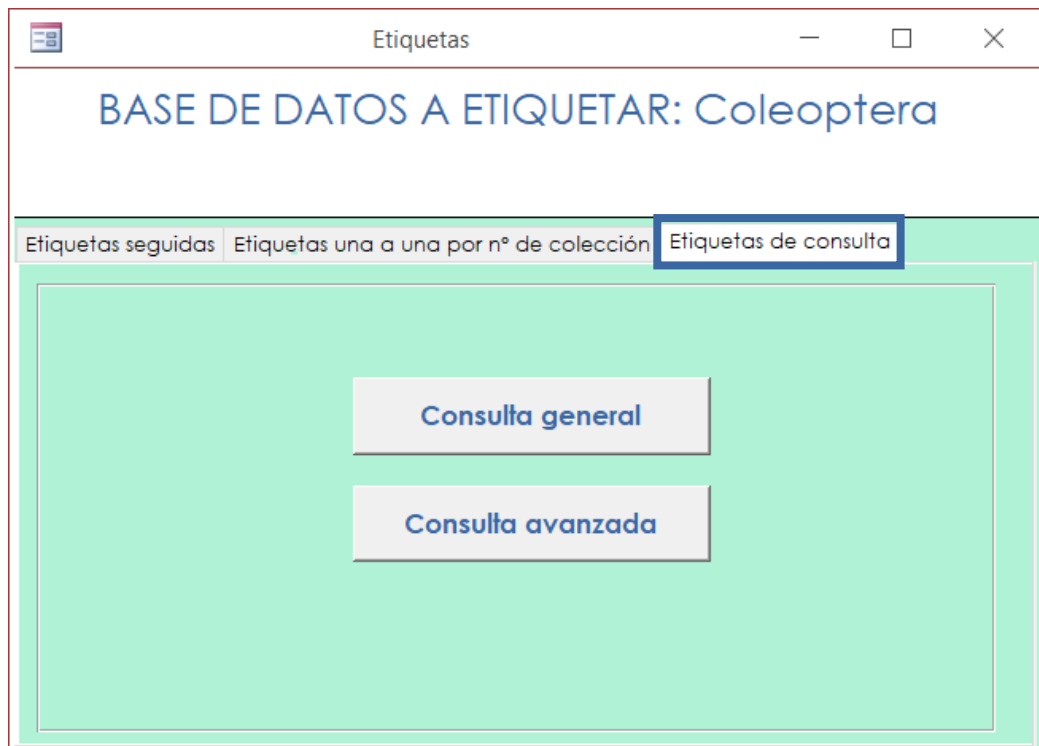 Etiquetas
BASE DE DATOS A ETIQUETAR: Coleoptera
Etiquetas seguidas
Etiquetas una a una por nº de colección
Etiquetas de consulta
Consulta general
Consulta avanzada